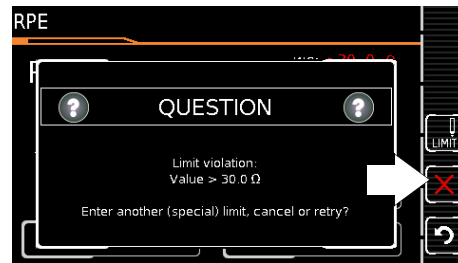 RPE
QUESTION
Limit violation:
Value > 30.0 Ω
Enter another (special) limit, cancel or retry?
LIMIT